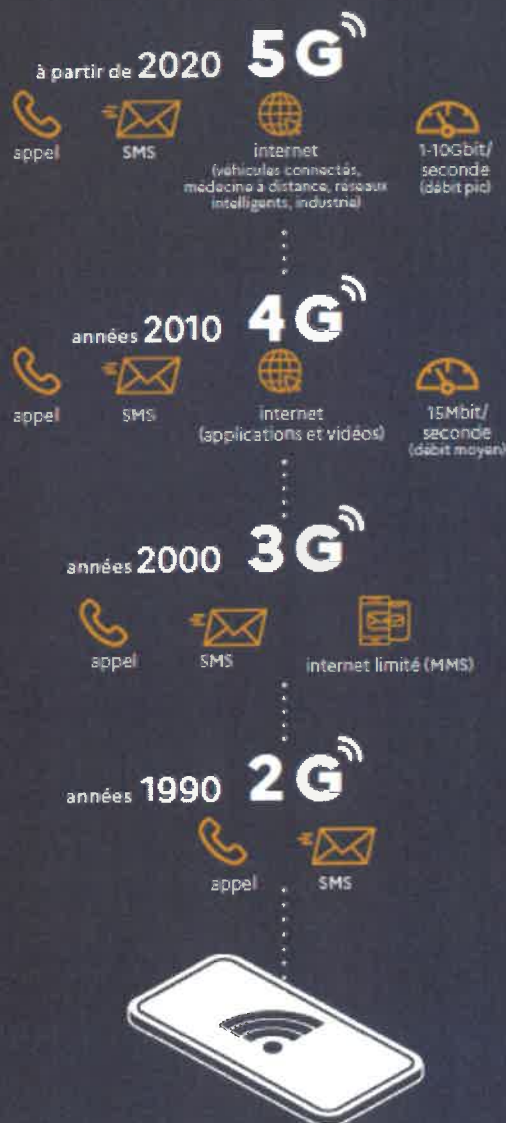 à partir de 2020 5G
appel
SMS
internet
(véhicules connectés,
médecine à distance, réseaux
intelligents, industrie)
1-10Gbit/
seconde
(débit pic)
années 2010 4G
appel
SMS
internet
(applications et vidéos)
15Mbit/
seconde
(débit moyen)
années 2000 3G
appel
SMS
internet limité (MMS)
années 1990 2G
appel
SMS